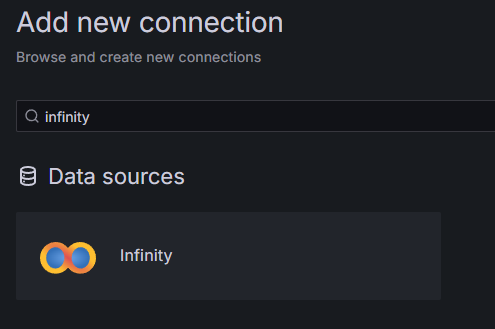 Add new connection
Browse and create new connections
infinity
Data sources
Infinity